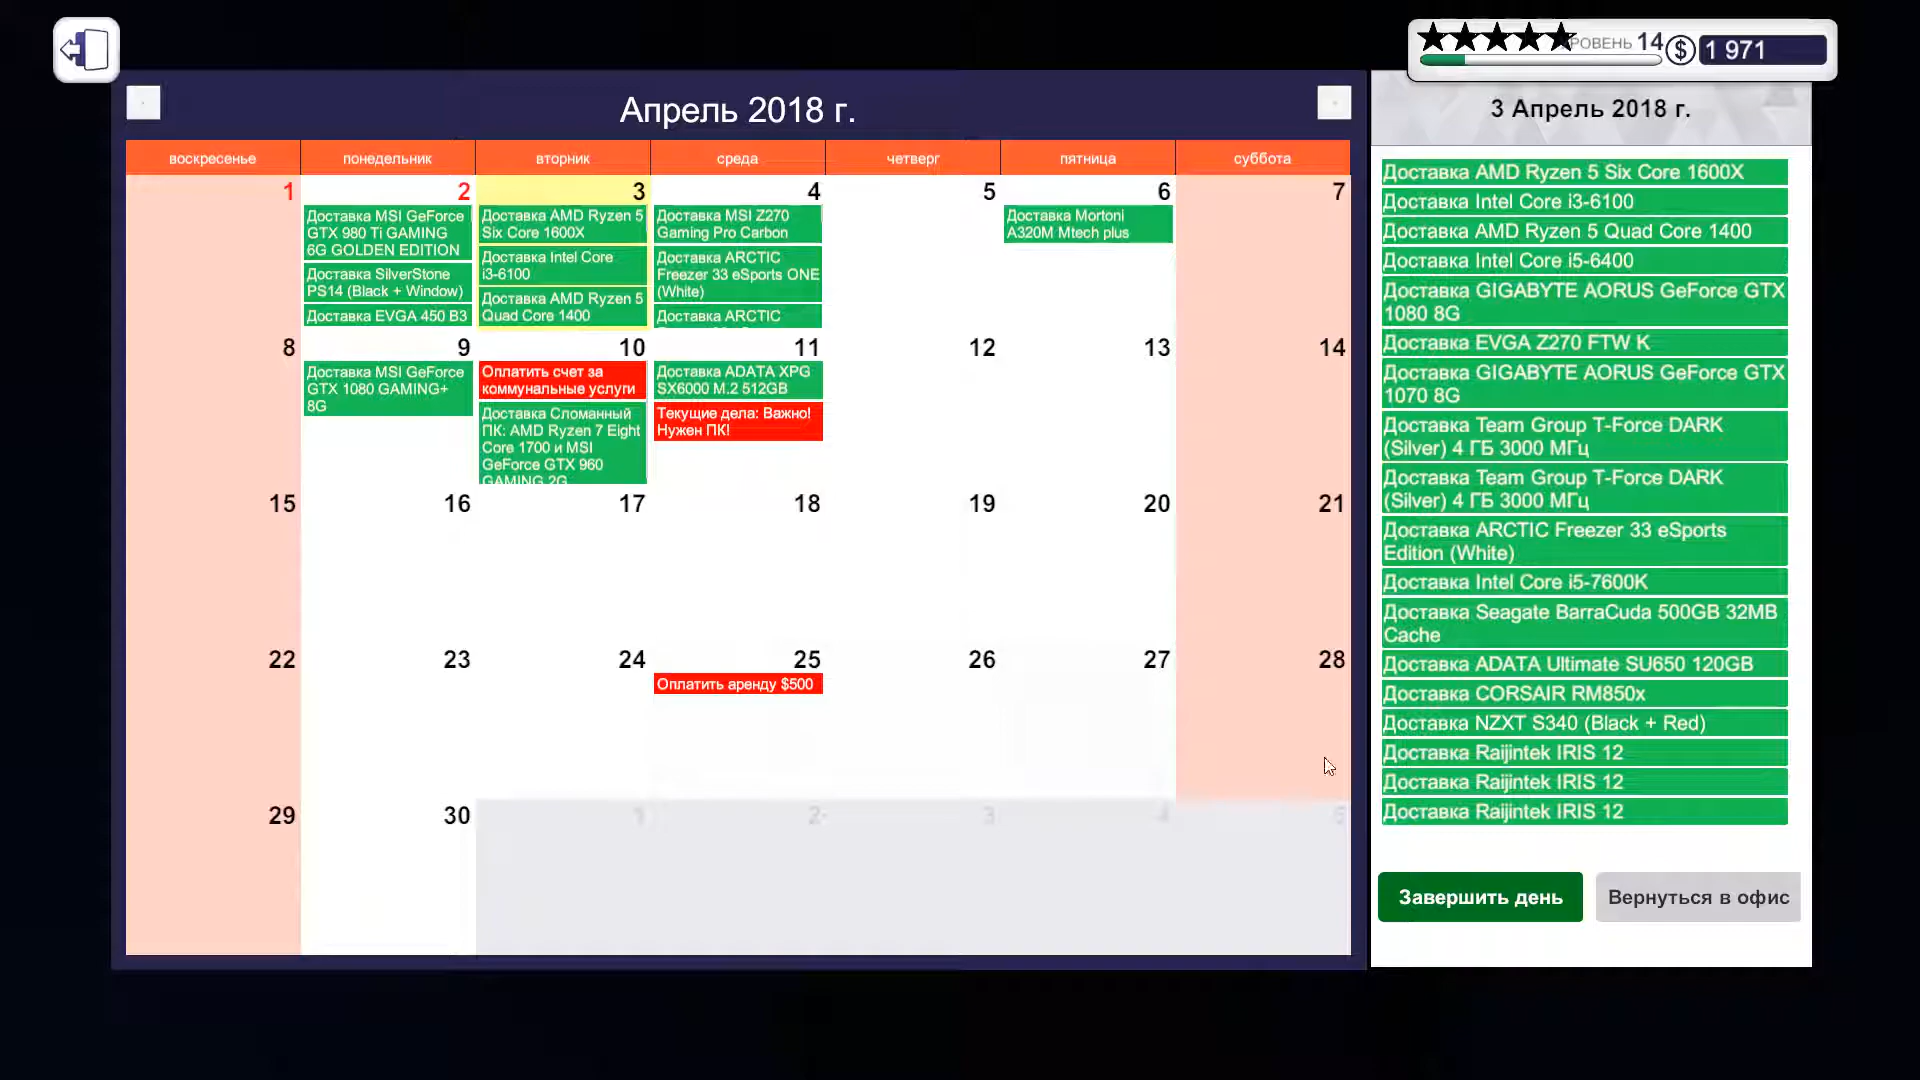 РОВЕНЬ 14
1 971
Апрель 2018 г.
воскресенье понедельник вторник среда четверг пятница суббота
1 2 3 4 5 6 7
Доставка MSI GeForce
GTX 980 Ti GAMING
6G GOLDEN EDITION
Доставка SilverStone
PS14 (Black + Window)
Доставка EVGA 450 B3
Доставка AMD Ryzen 5
Six Core 1600X
Доставка Intel Core
i3-6100
Доставка AMD Ryzen 5
Quad Core 1400
Доставка MSI Z270
Gaming Pro Carbon
Доставка ARCTIC
Freezer 33 eSports ONE
(White)
Доставка ARCTIC
Доставка Mortoni
A320M Mtech plus
8 9 10 11 12 13 14
Доставка MSI GeForce
GTX 1080 GAMING+
8G
Оплатить счет за
коммунальные услуги
Доставка Сломанный
ПК: AMD Ryzen 7 Eight
Core 1700 и MSI
GeForce GTX 960
GAMING 2G
Доставка ADATA XPG
SX6000 M.2 512GB
Текущие дела: Важно!
Нужен ПК!
15 16 17 18 19 20 21
22 23 24 25 26 27 28
Оплатить аренду $500
29 30 1 2 3 4 5
3 Апрель 2018 г.
Доставка AMD Ryzen 5 Six Core 1600X
Доставка Intel Core i3-6100
Доставка AMD Ryzen 5 Quad Core 1400
Доставка Intel Core i5-6400
Доставка GIGABYTE AORUS GeForce GTX
1080 8G
Доставка EVGA Z270 FTW K
Доставка GIGABYTE AORUS GeForce GTX
1070 8G
Доставка Team Group T-Force DARK
(Silver) 4 ГБ 3000 МГц
Доставка Team Group T-Force DARK
(Silver) 4 ГБ 3000 МГц
Доставка ARCTIC Freezer 33 eSports
Edition (White)
Доставка Intel Core i5-7600K
Доставка Seagate BarraCuda 500GB 32MB
Cache
Доставка ADATA Ultimate SU650 120GB
Доставка CORSAIR RM850x
Доставка NZXT S340 (Black + Red)
Доставка Raijintek IRIS 12
Доставка Raijintek IRIS 12
Доставка Raijintek IRIS 12
Завершить день
Вернуться в офис